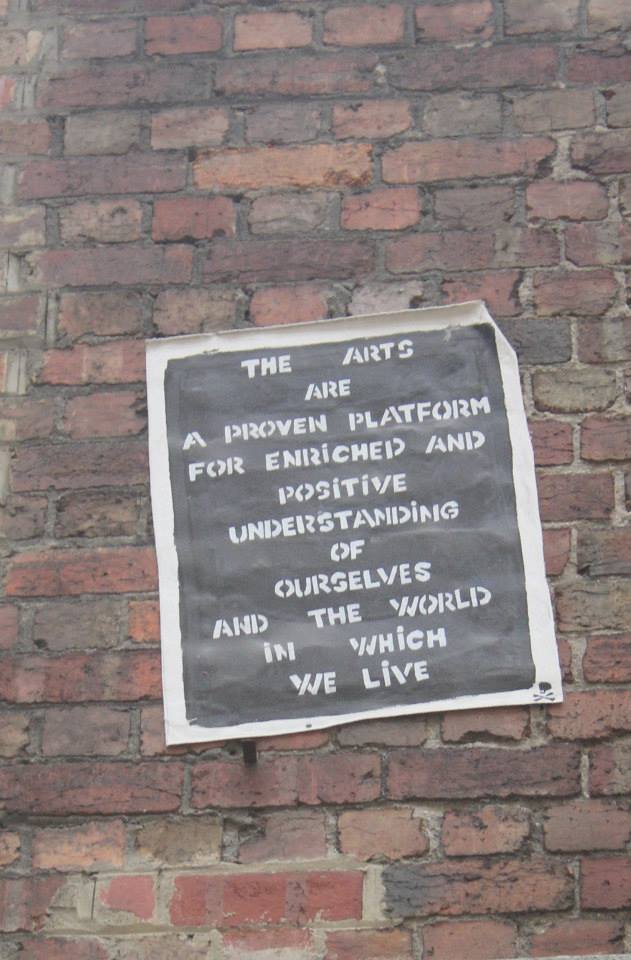 THE ARTS
ARE
A PROVEN PLATFORM
FOR ENRiCHED AND
POSiTiVE
UNDERSTANDiNG
OF
OURSELVES
AND THE WORLD
iN WHiCH
WE LiVE